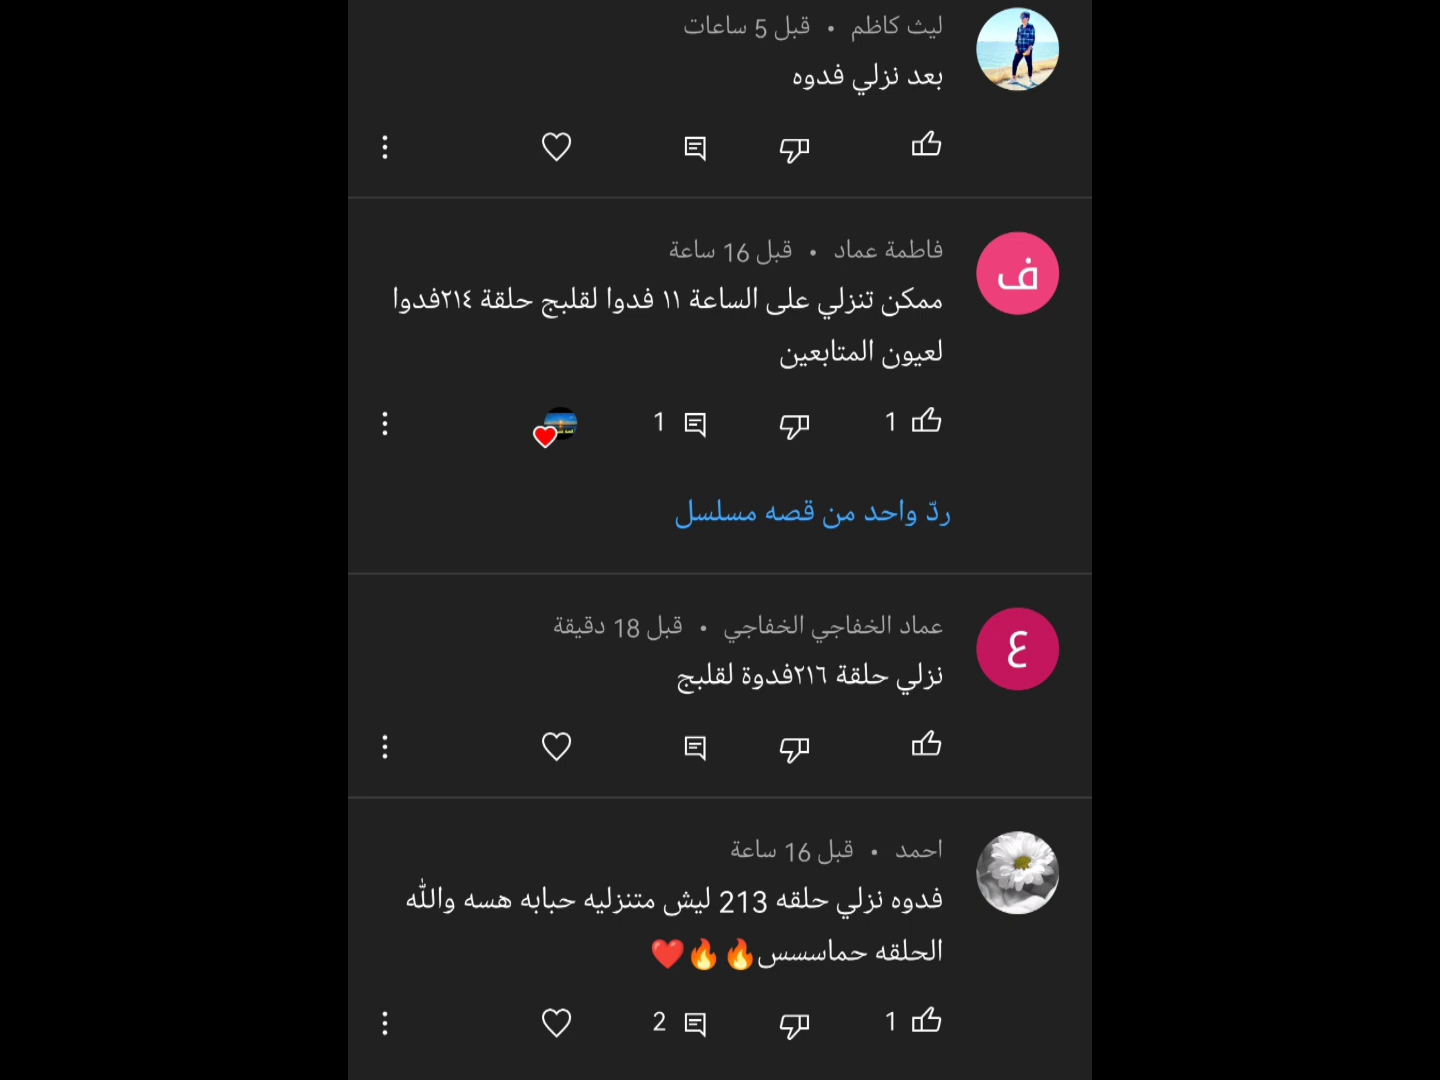 ليث كاظم • قبل 5 ساعات
بعد نزلي فدوه
فاطمة عماد • قبل 16 ساعة
ممكن تنزلي على الساعة ١١ فدوا لقلبج حلقة ٢١٤فدوا
لعيون المتابعين
1 1
ردّ واحد من قصه مسلسل
عماد الخفاجي الخفاجي • قبل 18 دقيقة
نزلي حلقة ٢١٦فدوة لقلبج
احمد • قبل 16 ساعة
فدوه نزلي حلقه 213 ليش متنزليه حبابه هسه والله
الحلقه حماسسس🔥🔥❤️
1 2
ف
ع